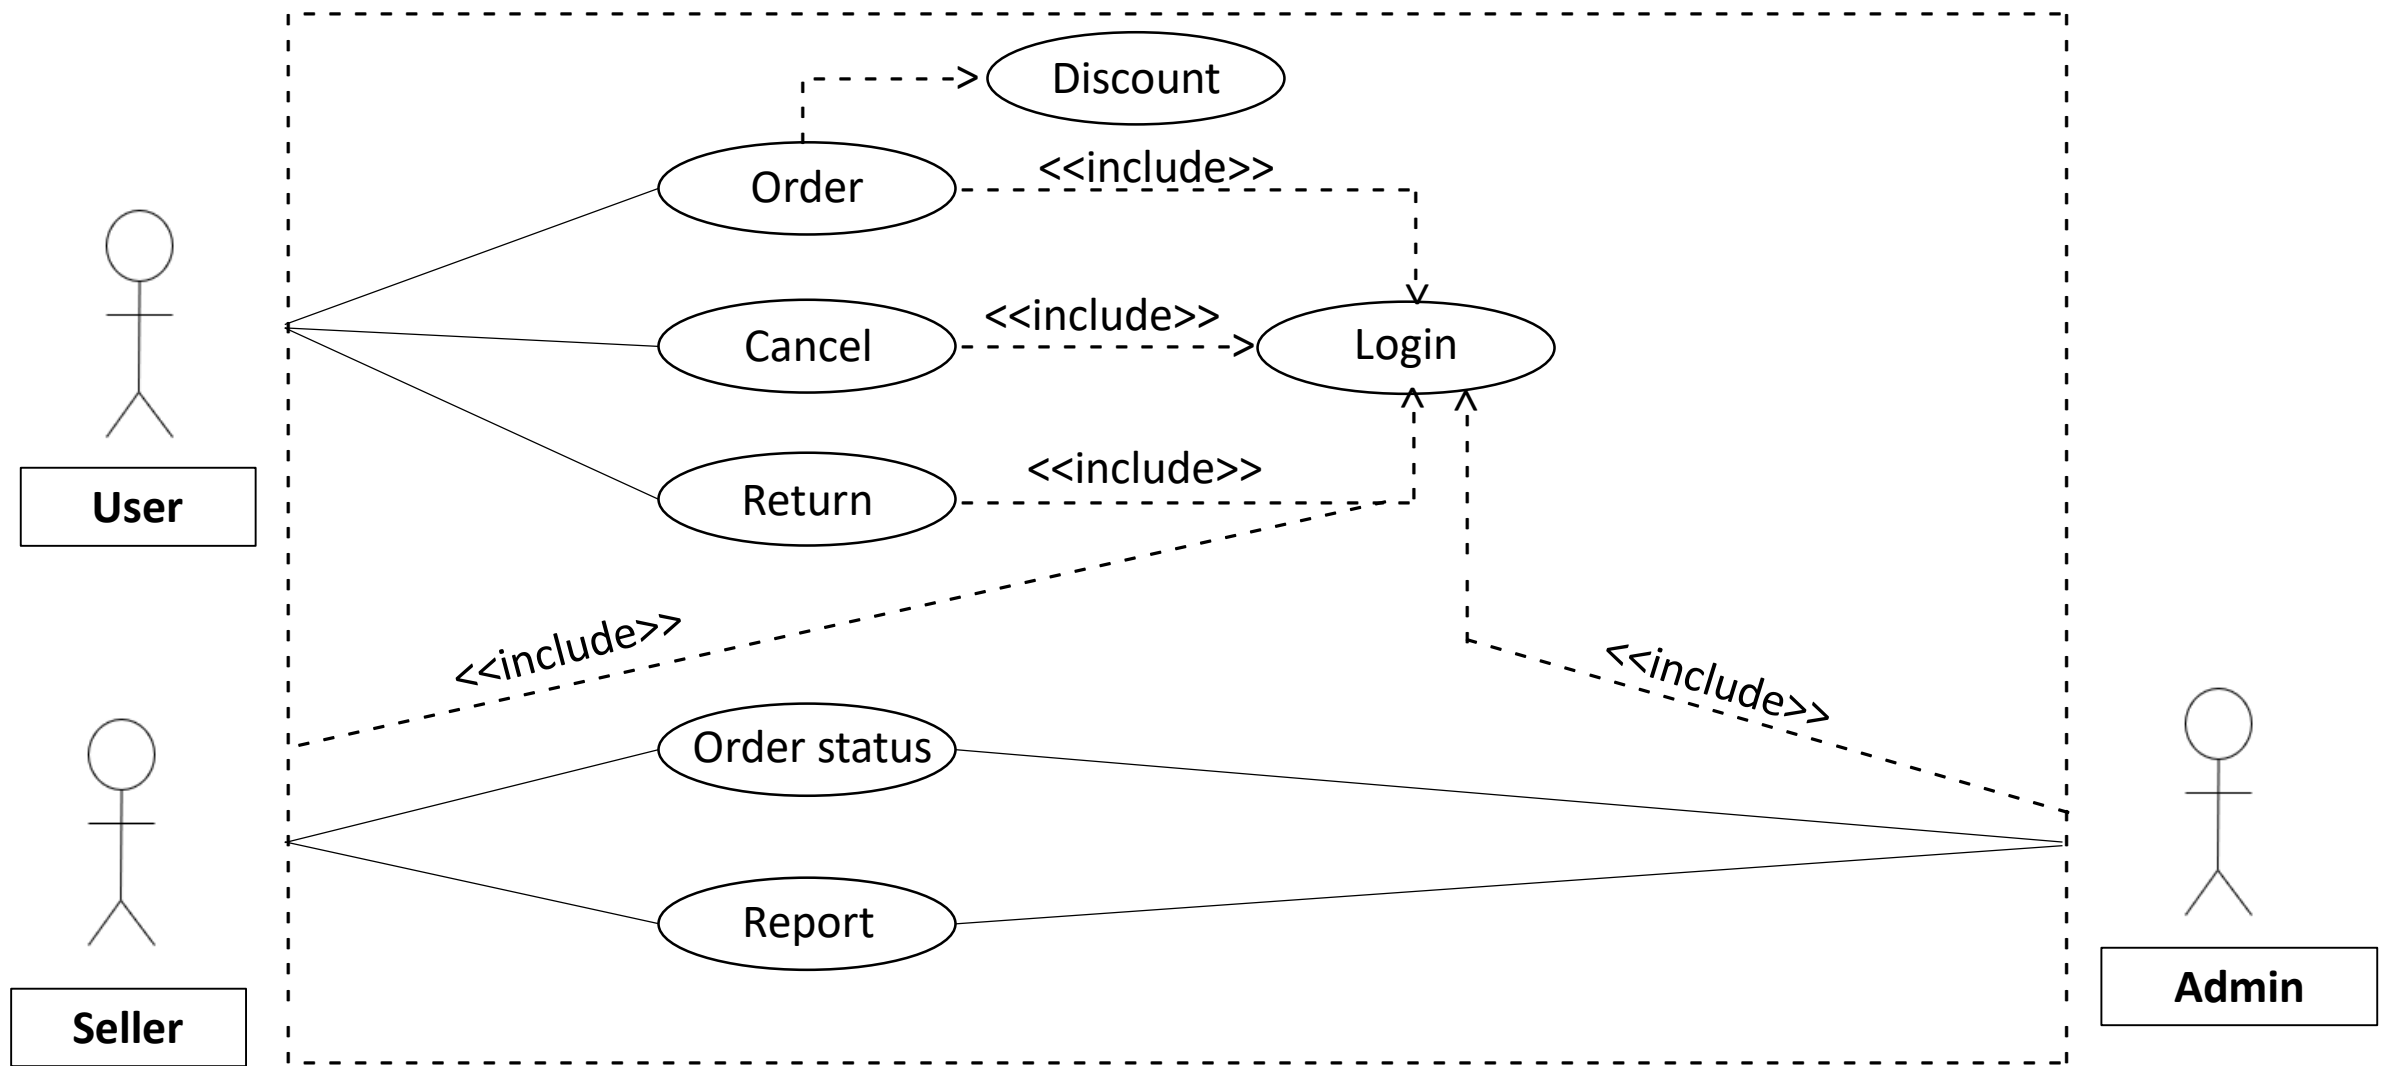 Discount
<<include>>
Order
<<include>>
Cancel
Login
<<include>>
Return
User
<<include>>
<<include>>
Order status
Report
Admin
Seller